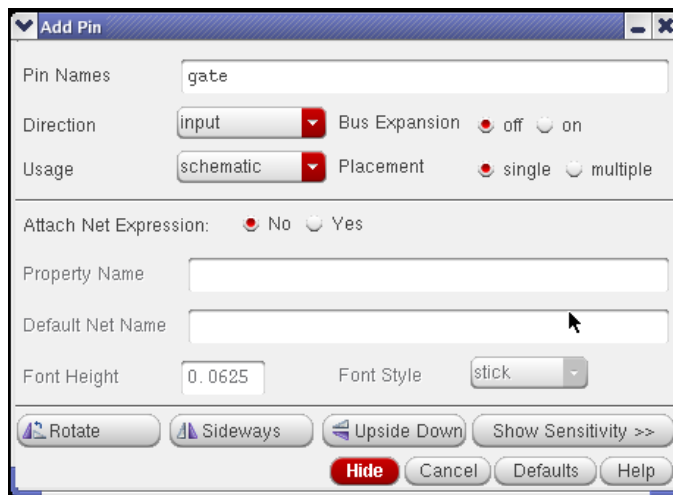 Add Pin
Pin Names gate
Direction input Bus Expansion off on
Usage schematic Placement single multiple
Attach Net Expression: No Yes
Property Name
Default Net Name
Font Height 0.0625 Font Style stick
Rotate Sideways Upside Down Show Sensitivity >>
Hide Cancel Defaults Help